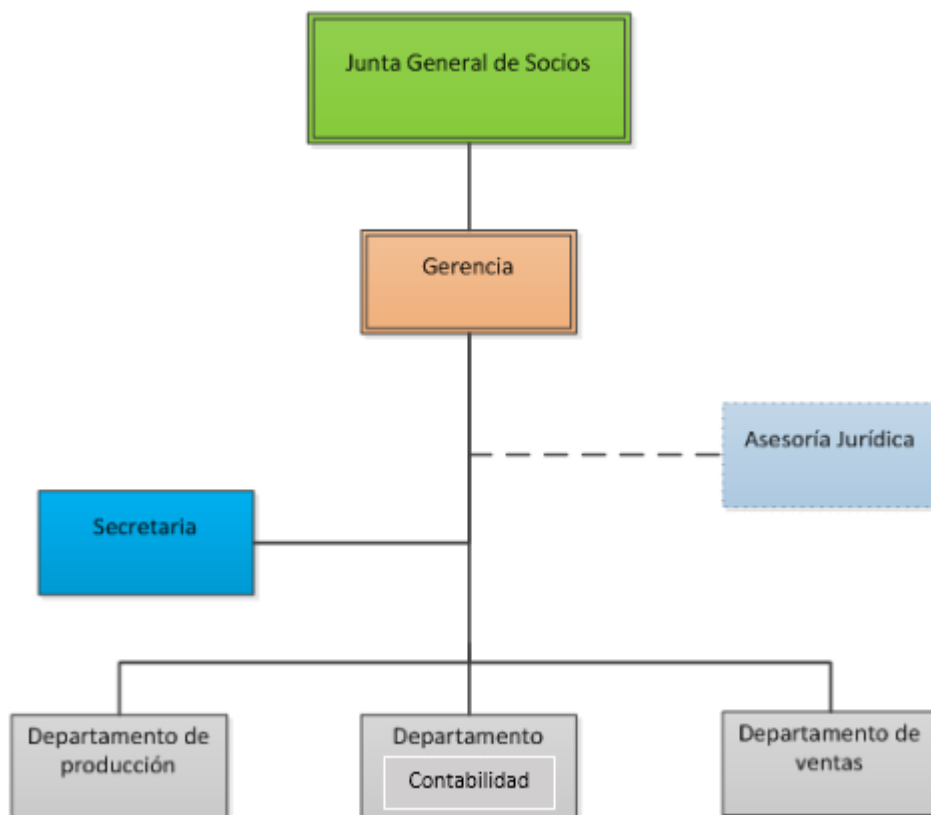 Junta General de Socios
Gerencia
Asesoría Jurídica
Secretaria
Departamento de
producción
Departamento
Contabilidad
Departamento de
ventas